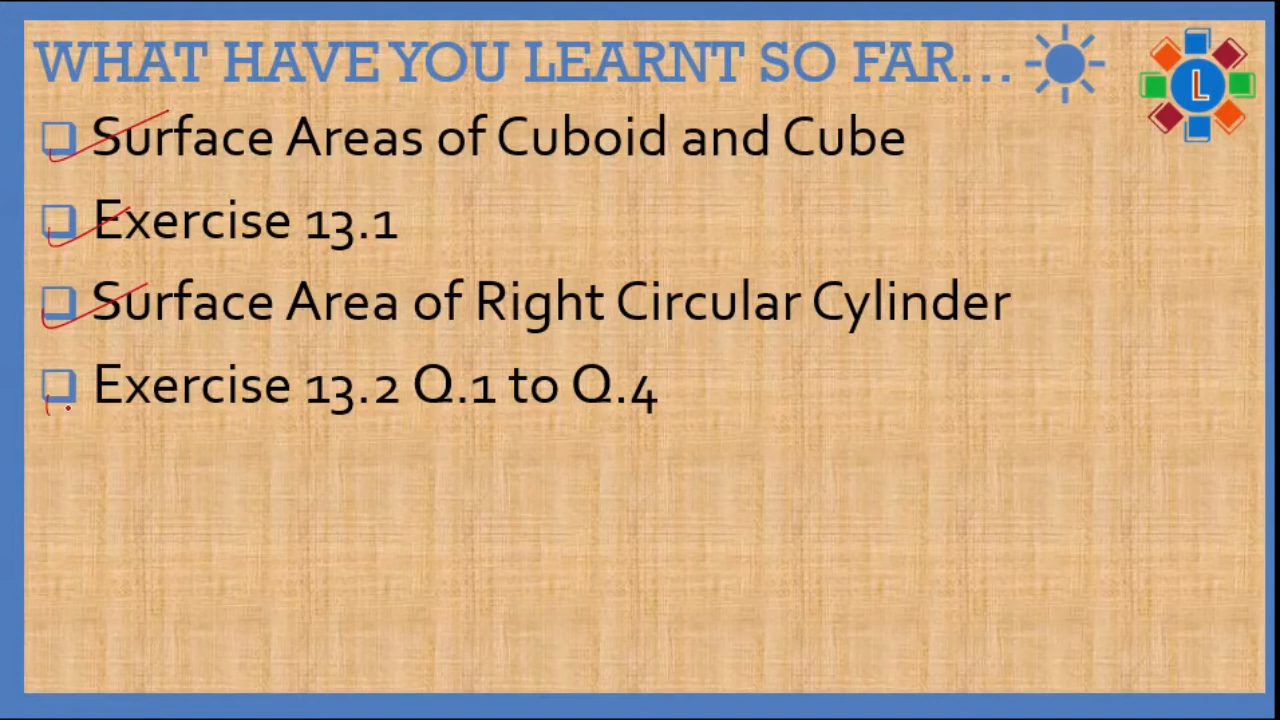 WHAT HAVE YOU LEARNT SO FAR...
L
Surface Areas of Cuboid and Cube
Exercise 13.1
Surface Area of Right Circular Cylinder
Exercise 13.2 Q.1 to Q.4